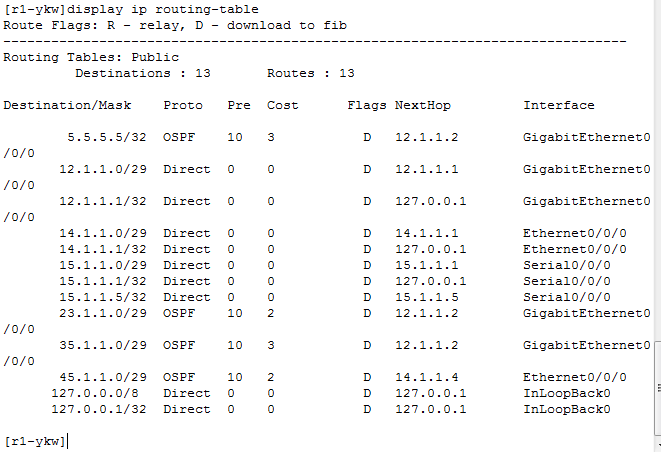 [r1-ykw]display ip routing-table
Route Flags: R - relay, D - download to fib
------------------------------------------------------------------------------
Routing Tables: Public
         Destinations : 13       Routes : 13

Destination/Mask    Proto   Pre  Cost      Flags NextHop         Interface

        5.5.5.5/32  OSPF    10   3           D   12.1.1.2        GigabitEthernet0
/0/0
       12.1.1.0/29  Direct  0    0           D   12.1.1.1        GigabitEthernet0
/0/0
       12.1.1.1/32  Direct  0    0           D   127.0.0.1       GigabitEthernet0
/0/0
       14.1.1.0/29  Direct  0    0           D   14.1.1.1        Ethernet0/0/0
       14.1.1.1/32  Direct  0    0           D   127.0.0.1       Ethernet0/0/0
       15.1.1.0/29  Direct  0    0           D   15.1.1.1        Serial0/0/0
       15.1.1.1/32  Direct  0    0           D   127.0.0.1       Serial0/0/0
       15.1.1.5/32  Direct  0    0           D   15.1.1.5        Serial0/0/0
       23.1.1.0/29  OSPF    10   2           D   12.1.1.2        GigabitEthernet0
/0/0
       35.1.1.0/29  OSPF    10   3           D   12.1.1.2        GigabitEthernet0
/0/0
       45.1.1.0/29  OSPF    10   2           D   14.1.1.4        Ethernet0/0/0
      127.0.0.0/8   Direct  0    0           D   127.0.0.1       InLoopBack0
      127.0.0.1/32  Direct  0    0           D   127.0.0.1       InLoopBack0

[r1-ykw]